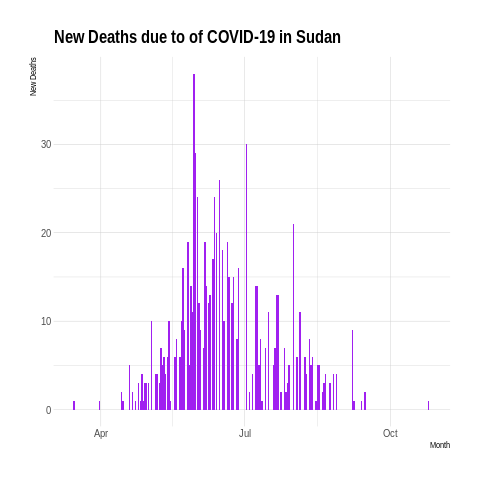 New Deaths due to of COVID-19 in Sudan
New Deaths
30
20
10
0
Apr
Jul
Oct
Month